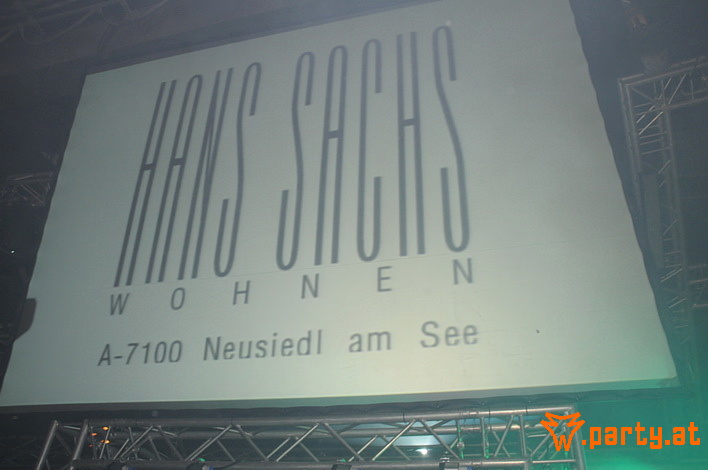 HANS SACHS
WOHNEN
A-7100 Neusiedl am See
w.party.at